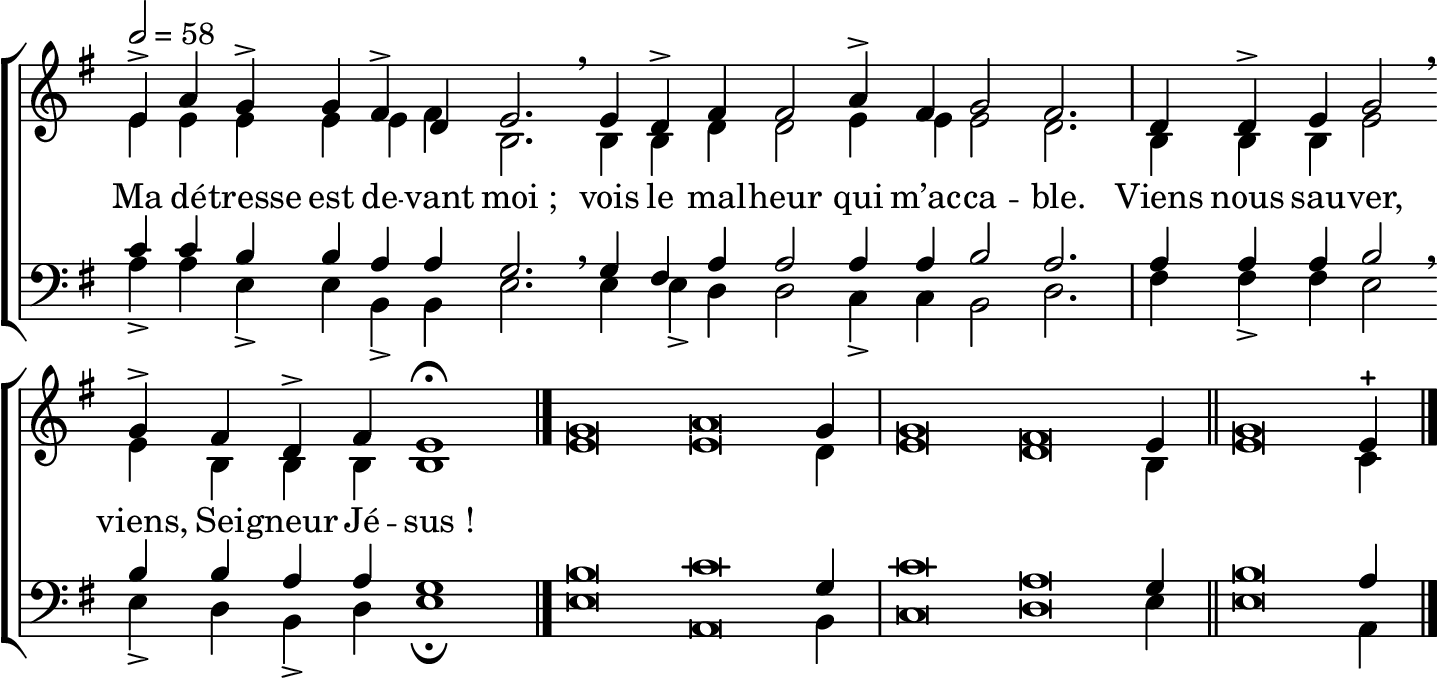 = 58
Ma détresse est de -- vant moi ; vois le malheur qui m’acca -- ble. Viens nous sauver,
viens, Seigneur Jé -- sus !